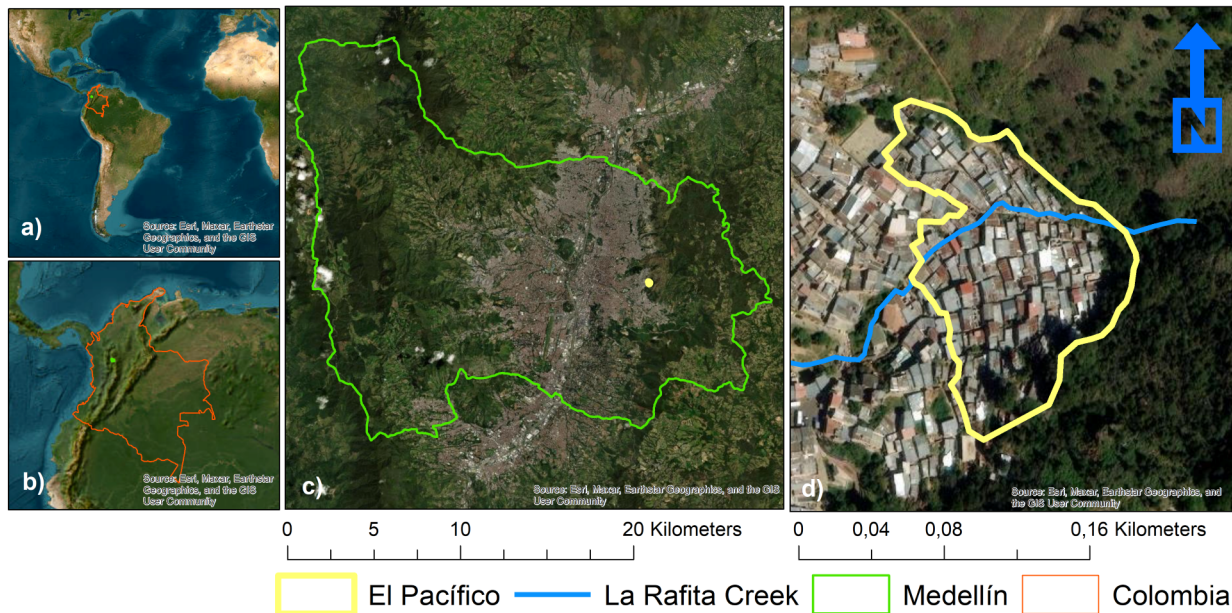 a)
Source: Esri, Maxar, Earthstar
Geographics, and the GIS
User Community
b)
Source: Esri, Maxar, Earthstar
Geographics, and the GIS
User Community
c)
Source: Esri, Maxar, Earthstar Geographics, and the GIS
User Community
N
d)
Source: Esri, Maxar, Earthstar Geographics, and
the GIS User Community
0 5 10 20 Kilometers
0 0,04 0,08 0,16 Kilometers
El Pacífico La Rafita Creek Medellín Colombia